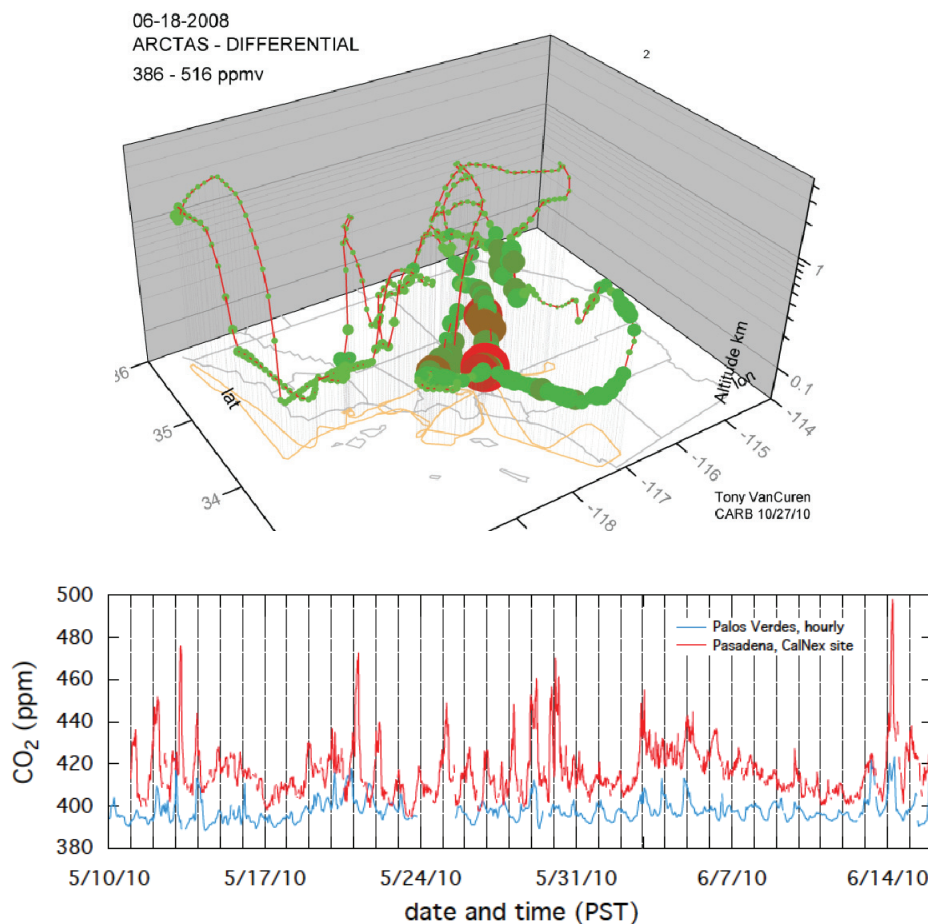 06-18-2008
ARCTAS - DIFFERENTIAL
386 - 516 ppmv
2
1
0.1
Altitude km
lon
-114
-115
-116
-117
-118
36
35
34
lat
Tony VanCuren
CARB 10/27/10
500
480
460
440
420
400
380
CO₂ (ppm)
Palos Verdes, hourly
Pasadena, CalNex site
5/10/10 5/17/10 5/24/10 5/31/10 6/7/10 6/14/10
date and time (PST)